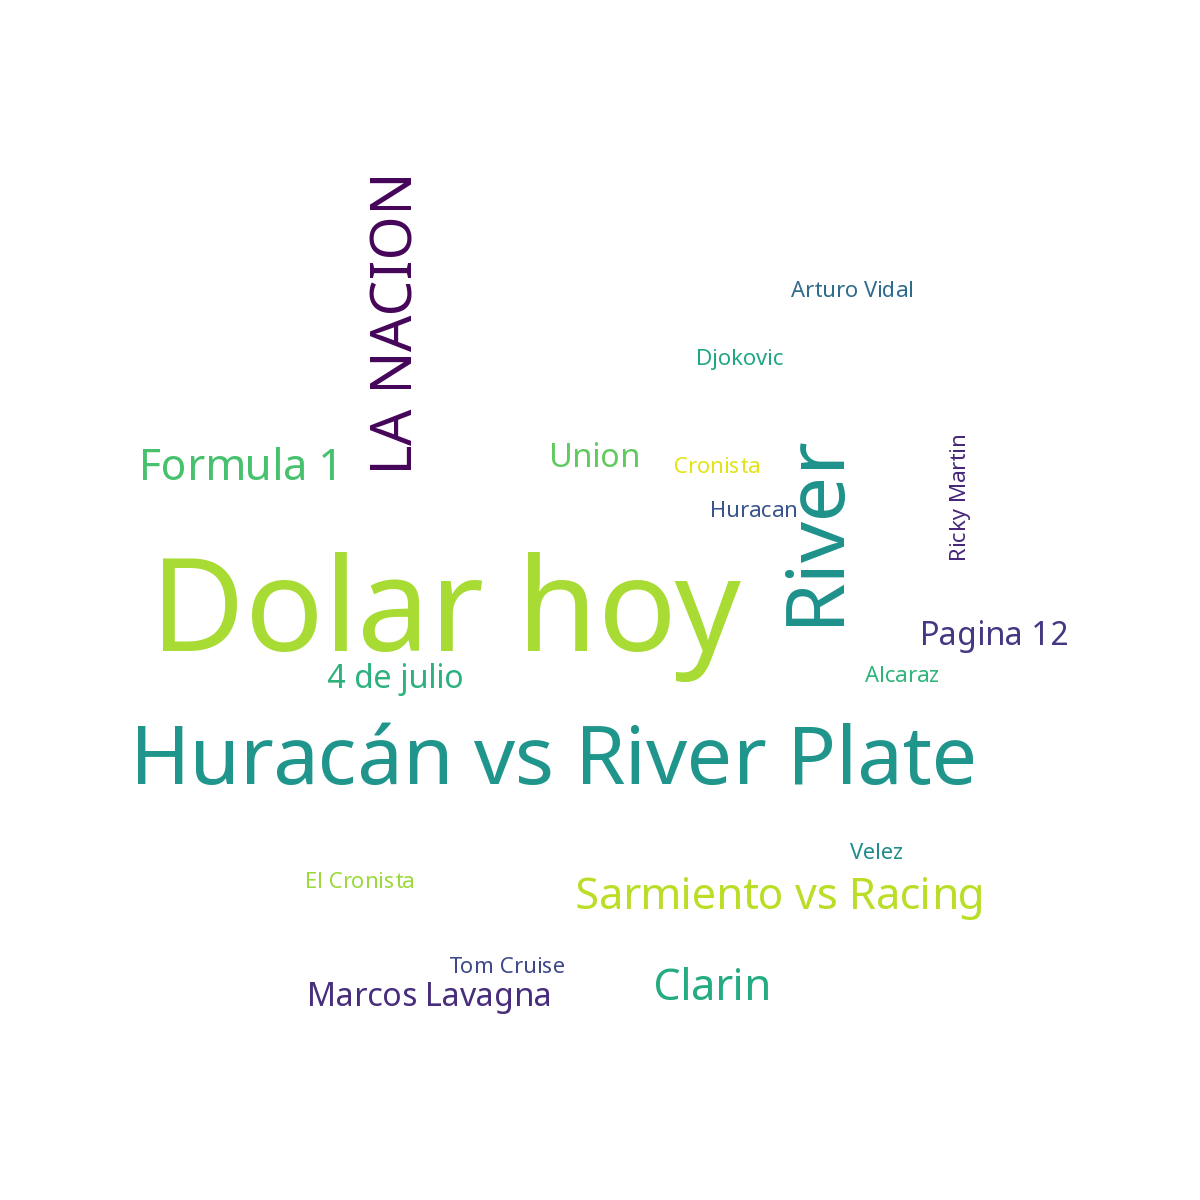 LA NACION
Arturo Vidal
Djokovic
Formula 1
Union
Cronista
River
Ricky Martin
Huracan
Dolar hoy
Pagina 12
4 de julio
Alcaraz
Huracán vs River Plate
Velez
El Cronista
Sarmiento vs Racing
Tom Cruise
Marcos Lavagna
Clarin